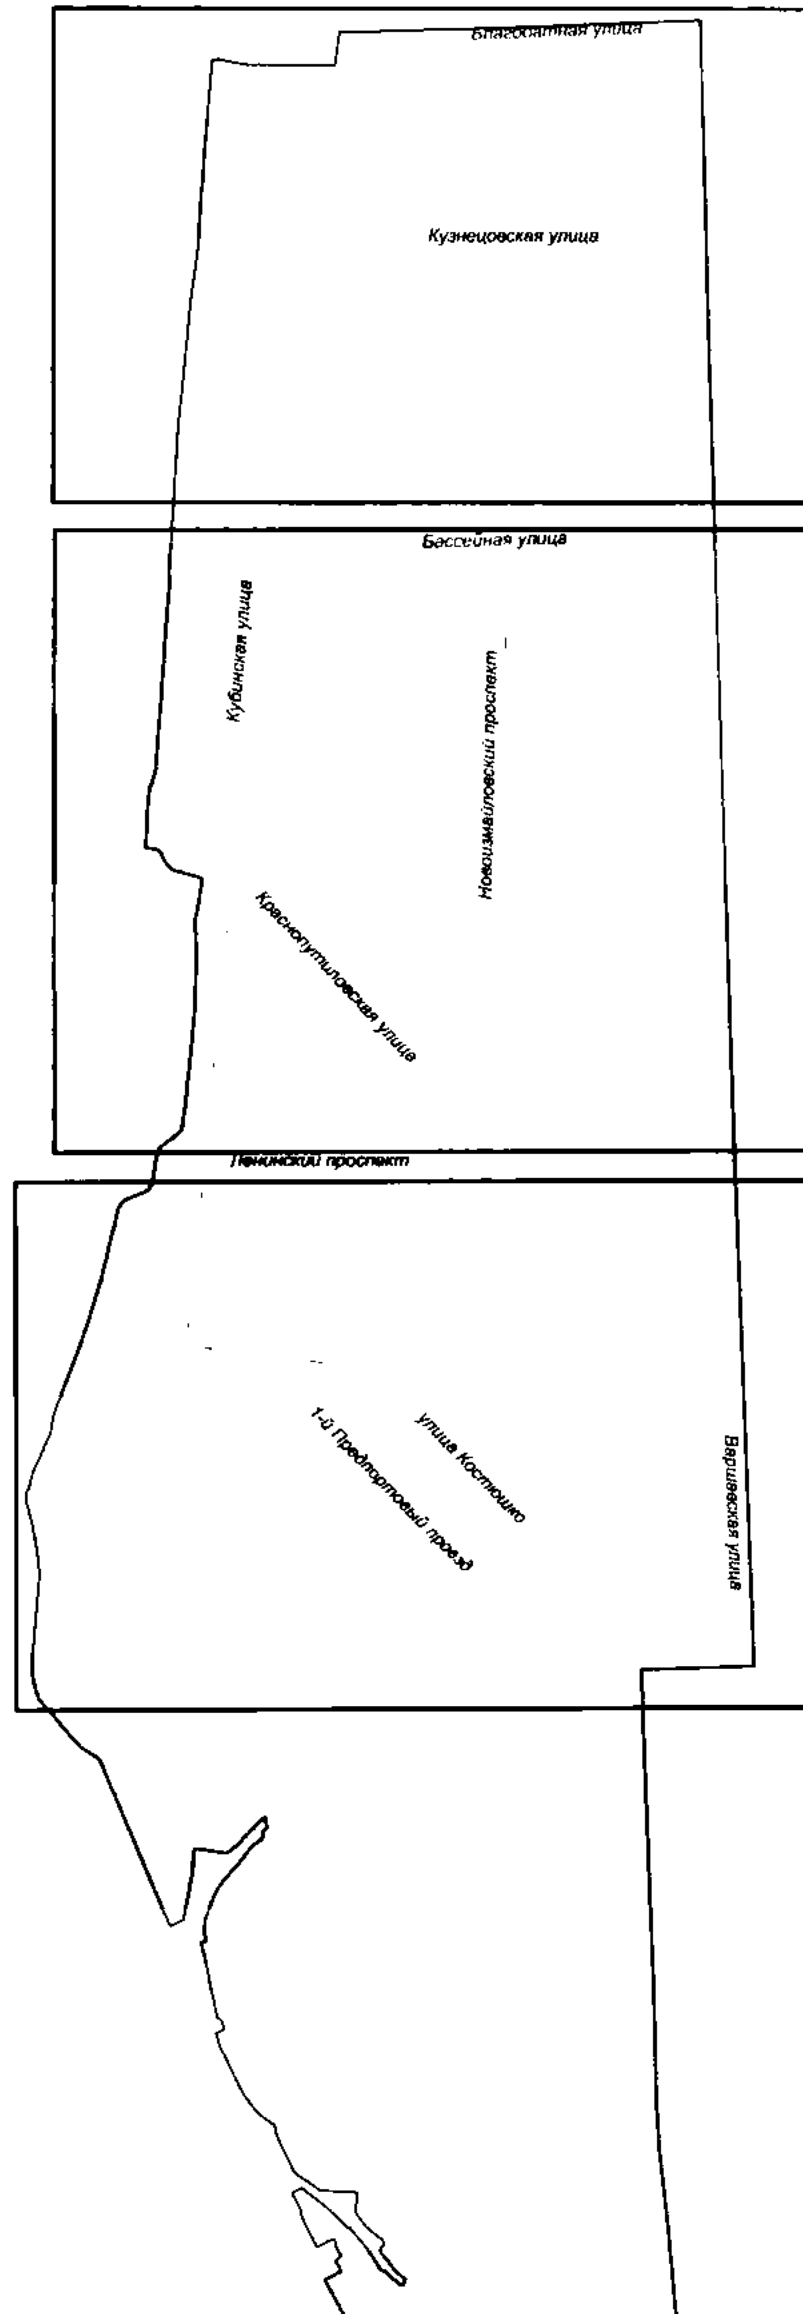 Благодатная улица
Кузнецовская улица
Бассейная улица
Кубинская улица
Новоизмайловский проспект
Краснопутиловская улица
Ленинский проспект
улица Костюшко
1-й Предпортовый проезд
Варшавская улица